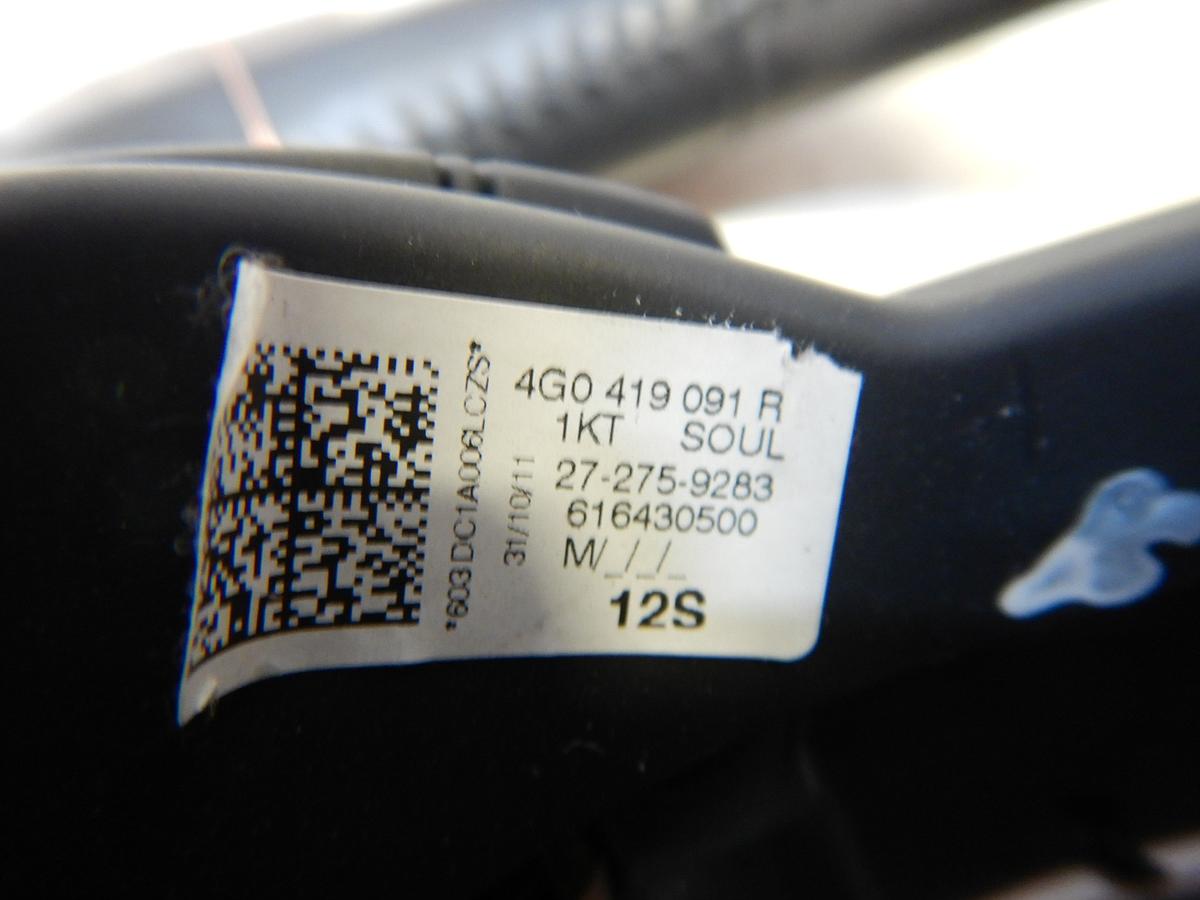 4G0 419 091 R
1KT SOUL
27-275-9283
616430500
M/_/_/_
12S
31/10/11
*603 DC1A006LCZS*